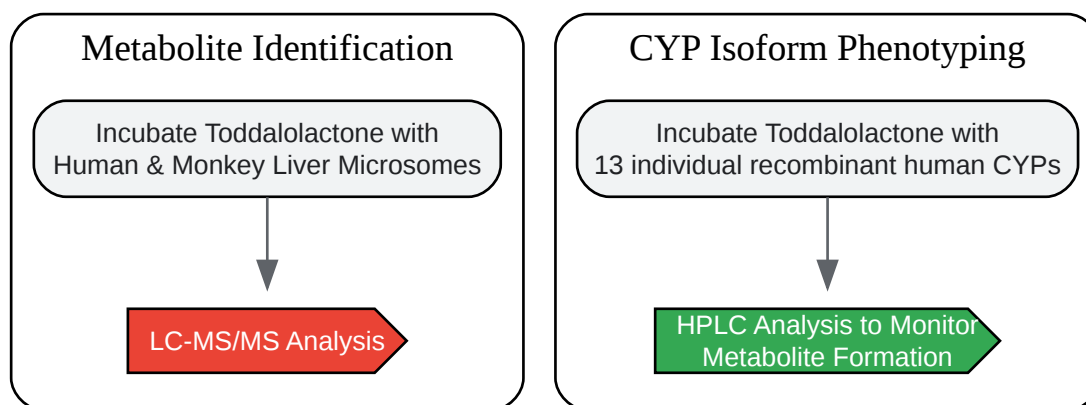 Metabolite Identification
Incubate Toddalolactone with
Human & Monkey Liver Microsomes
LC-MS/MS Analysis
CYP Isoform Phenotyping
Incubate Toddalolactone with
13 individual recombinant human CYPs
HPLC Analysis to Monitor
Metabolite Formation